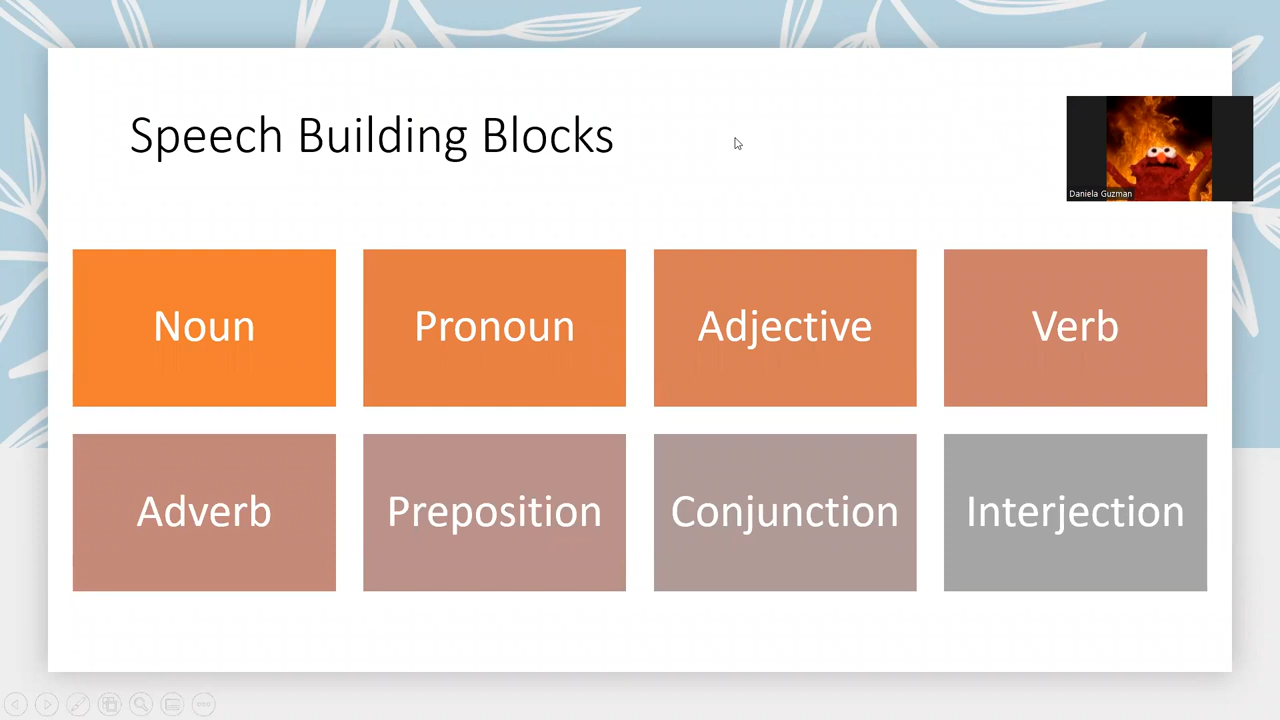 Speech Building Blocks
Daniela Guzman
Noun
Pronoun
Adjective
Verb
Adverb
Preposition
Conjunction
Interjection